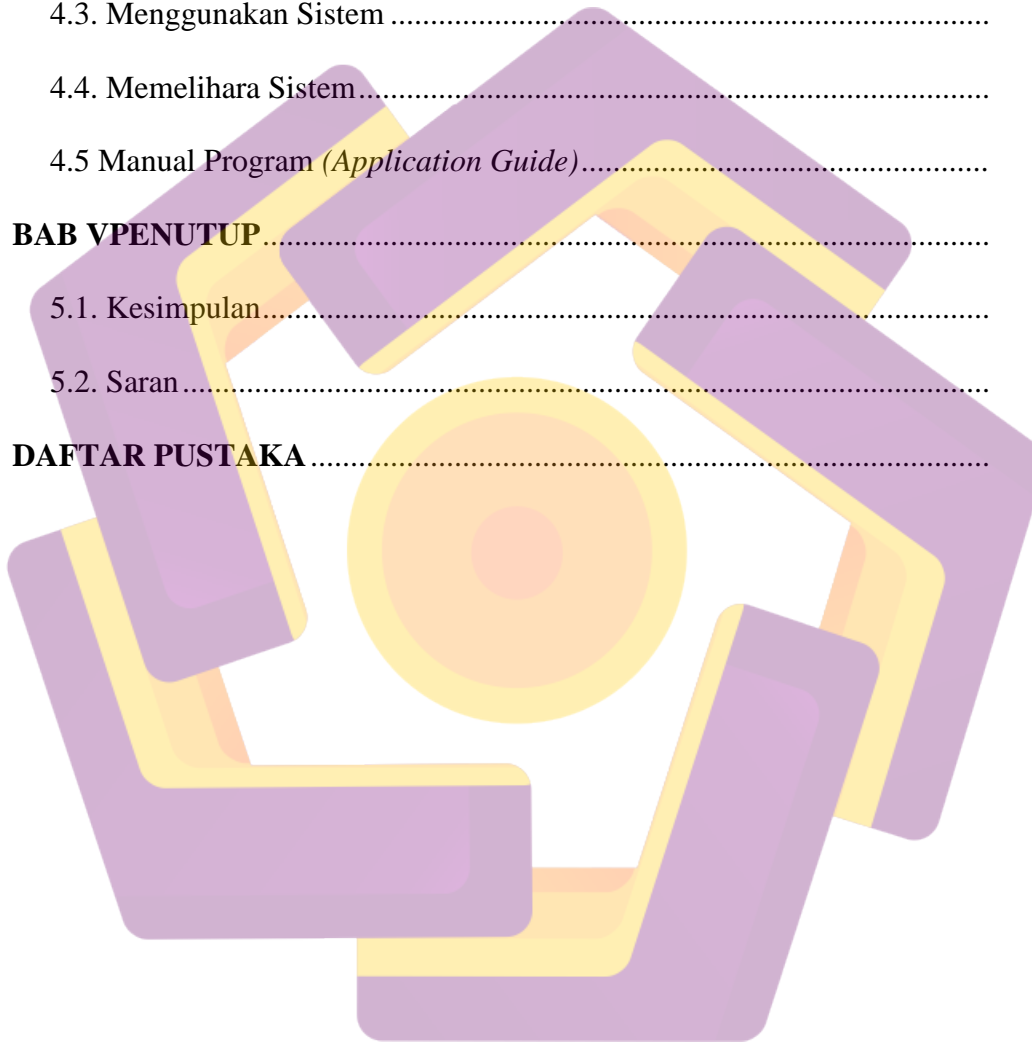 4.3. Menggunakan Sistem ..........................................................................
4.4. Memelihara Sistem..............................................................................
4.5 Manual Program (Application Guide)..................................................
BAB VPENUTUP..........................................................................................
5.1. Kesimpulan..........................................................................................
5.2. Saran ....................................................................................................
DAFTAR PUSTAKA ....................................................................................